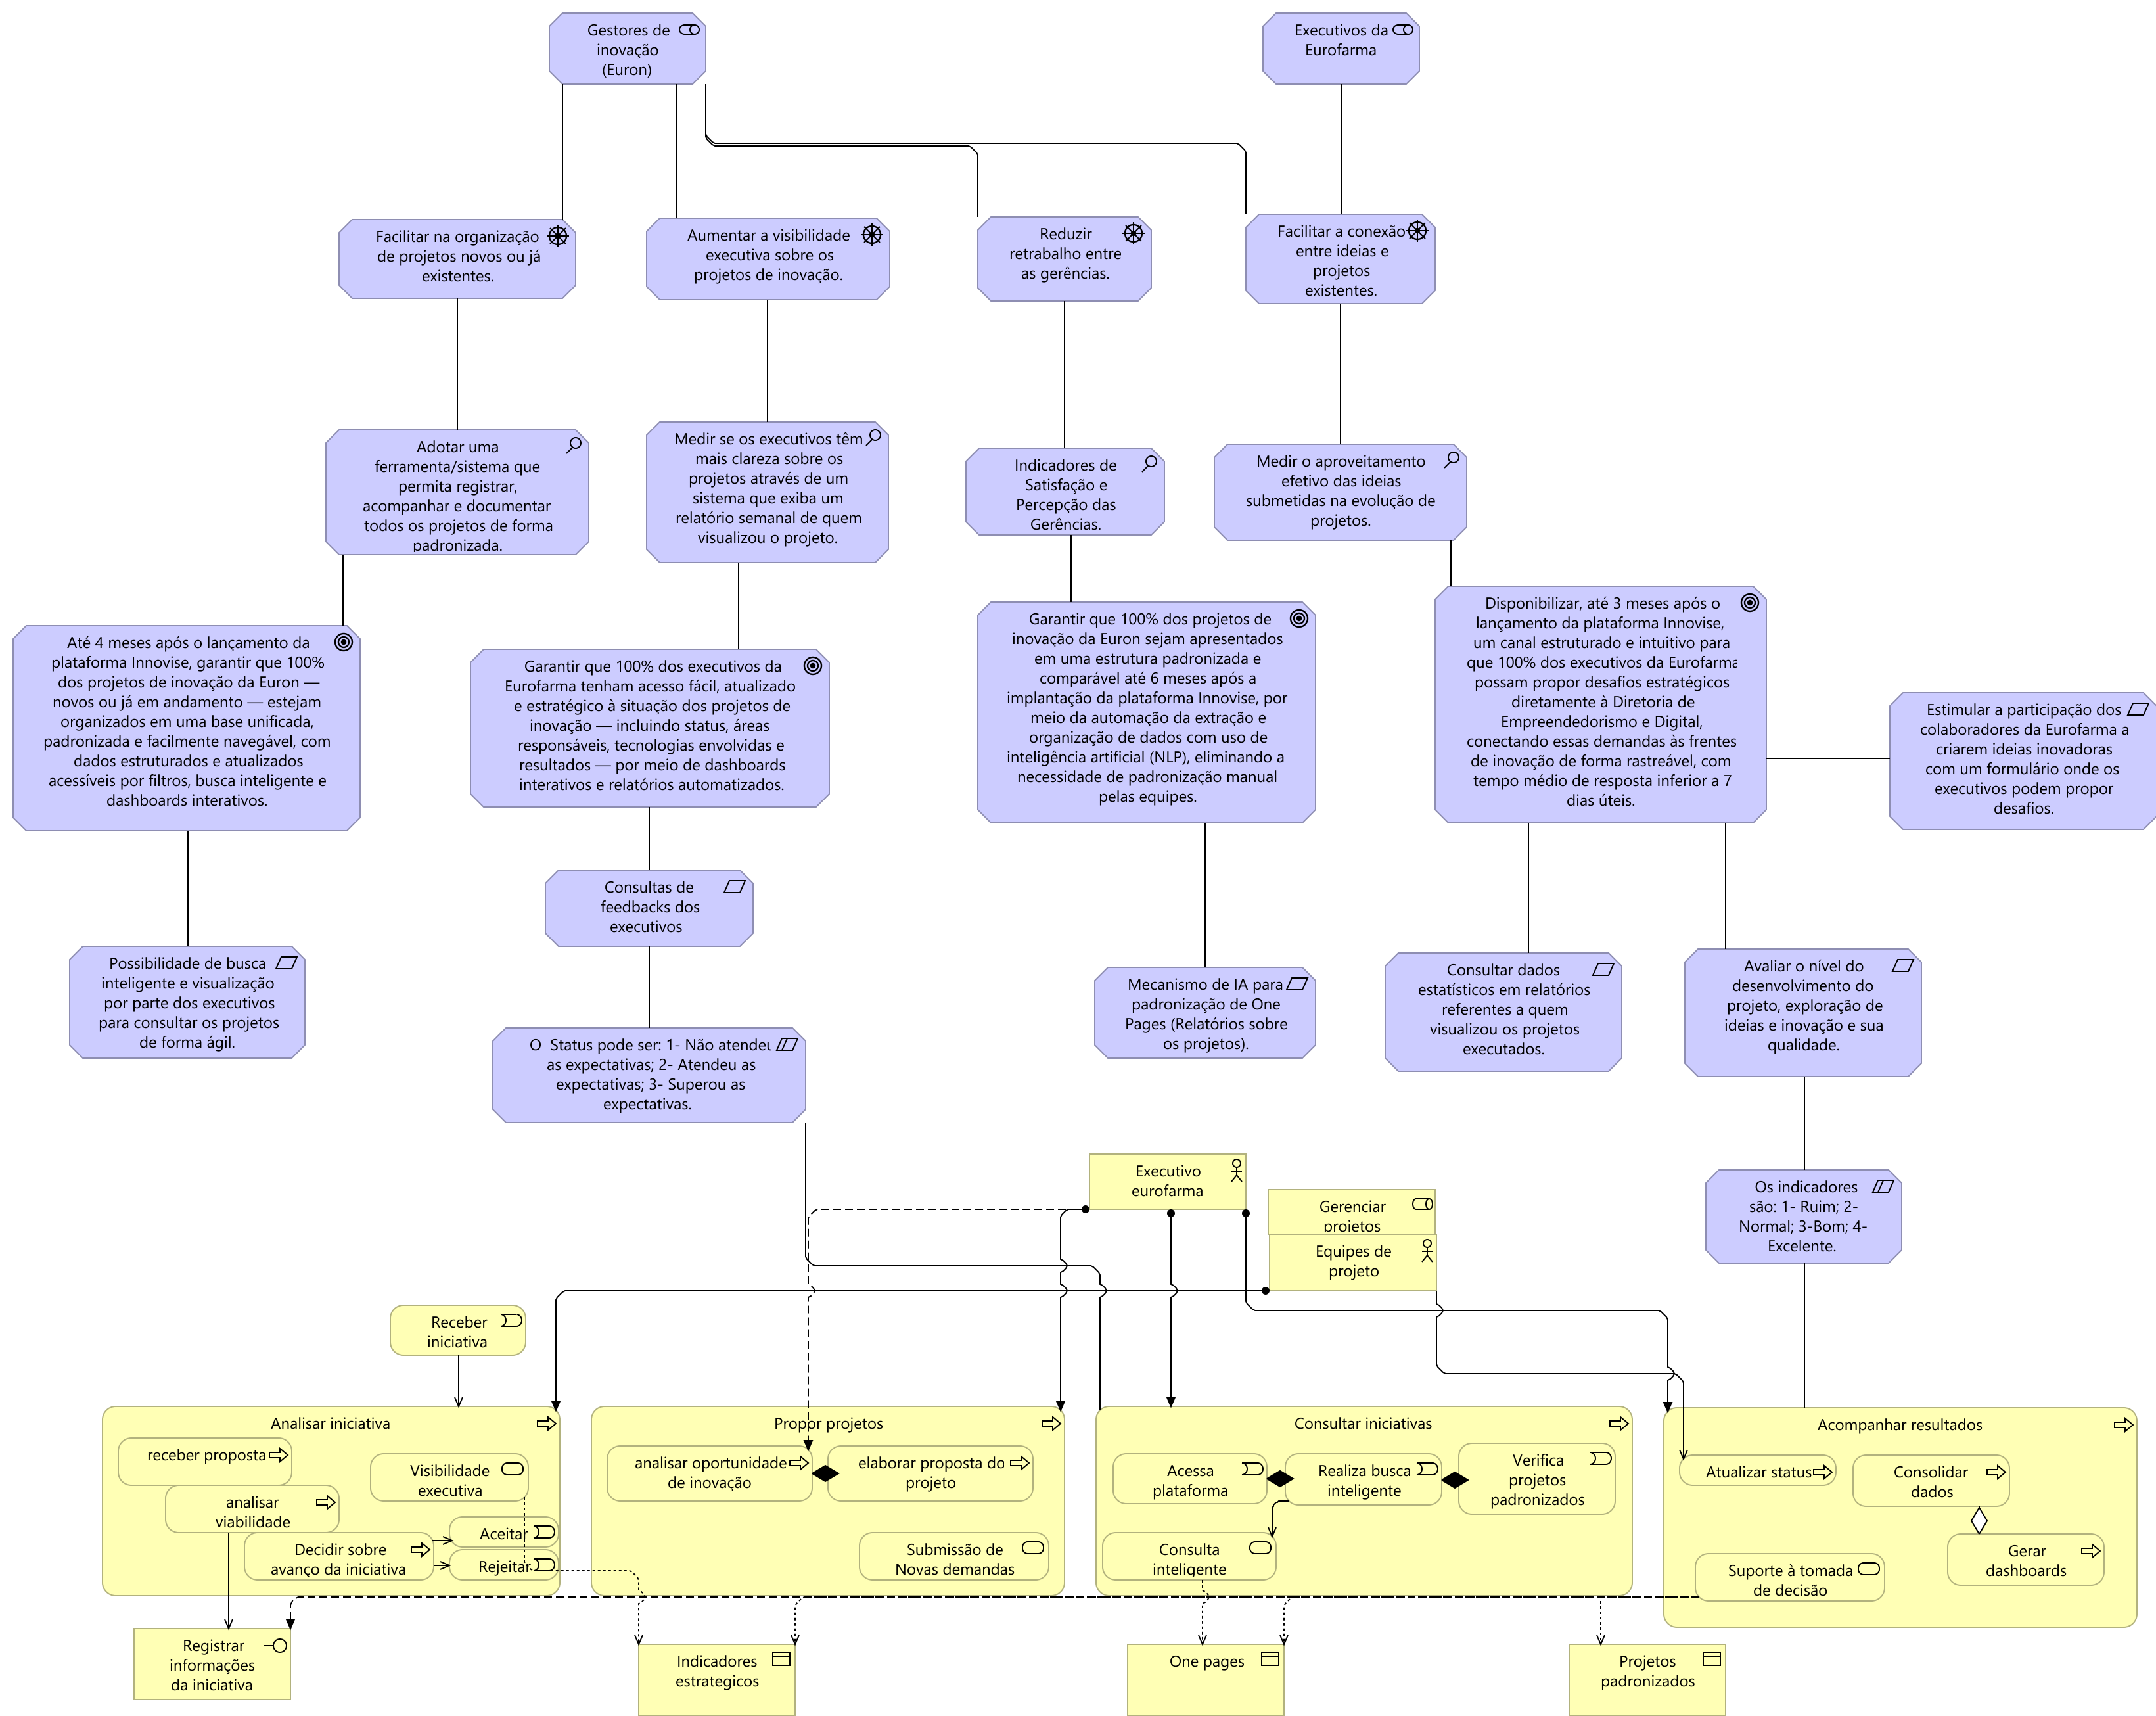 Gestores de
inovação
(Euron)
Executivos da
Eurofarma
Facilitar na organização
de projetos novos ou já
existentes.
Aumentar a visibilidade
executiva sobre os
projetos de inovação.
Reduzir
retrabalho entre
as gerências.
Facilitar a conexão
entre ideias e
projetos
existentes.
Adotar uma
ferramenta/sistema que
permita registrar,
acompanhar e documentar
todos os projetos de forma
padronizada.
Medir se os executivos têm
mais clareza sobre os
projetos através de um
sistema que exiba um
relatório semanal de quem
visualizou o projeto.
Indicadores de
Satisfação e
Percepção das
Gerências.
Medir o aproveitamento
efetivo das ideias
submetidas na evolução de
projetos.
Até 4 meses após o lançamento da
plataforma Innovise, garantir que 100%
dos projetos de inovação da Euron —
novos ou já em andamento — estejam
organizados em uma base unificada,
padronizada e facilmente navegável, com
dados estruturados e atualizados
acessíveis por filtros, busca inteligente e
dashboards interativos.
Garantir que 100% dos executivos da
Eurofarma tenham acesso fácil, atualizado
e estratégico à situação dos projetos de
inovação — incluindo status, áreas
responsáveis, tecnologias envolvidas e
resultados — por meio de dashboards
interativos e relatórios automatizados.
Garantir que 100% dos projetos de
inovação da Euron sejam apresentados
em uma estrutura padronizada e
comparável até 6 meses após a
implantação da plataforma Innovise, por
meio da automação da extração e
organização de dados com uso de
inteligência artificial (NLP), eliminando a
necessidade de padronização manual
pelas equipes.
Disponibilizar, até 3 meses após o
lançamento da plataforma Innovise,
um canal estruturado e intuitivo para
que 100% dos executivos da Eurofarma
possam propor desafios estratégicos
diretamente à Diretoria de
Empreendedorismo e Digital,
conectando essas demandas às frentes
de inovação de forma rastreável, com
tempo médio de resposta inferior a 7
dias úteis.
Estimular a participação dos
colaboradores da Eurofarma a
criarem ideias inovadoras
com um formulário onde os
executivos podem propor
desafios.
Consultas de
feedbacks dos
executivos
Possibilidade de busca
inteligente e visualização
por parte dos executivos
para consultar os projetos
de forma ágil.
Mecanismo de IA para
padronização de One
Pages (Relatórios sobre
os projetos).
Consultar dados
estatísticos em relatórios
referentes a quem
visualizou os projetos
executados.
Avaliar o nível do
desenvolvimento do
projeto, exploração de
ideias e inovação e sua
qualidade.
O  Status pode ser: 1- Não atendeu
as expectativas; 2- Atendeu as
expectativas; 3- Superou as
expectativas.
Executivo
eurofarma
Gerenciar
projetos
Equipes de
projeto
Os indicadores
são: 1- Ruim; 2-
Normal; 3-Bom; 4-
Excelente.
Receber
iniciativa
Analisar iniciativa
receber proposta
Visibilidade
executiva
analisar
viabilidade
Decidir sobre
avanço da iniciativa
Aceitar
Rejeitar
Propor projetos
analisar oportunidade
de inovação
elaborar proposta do
projeto
Submissão de
Novas demandas
Consultar iniciativas
Acessa
plataforma
Realiza busca
inteligente
Verifica
projetos
padronizados
Consulta
inteligente
Acompanhar resultados
Atualizar status
Consolidar
dados
Gerar
dashboards
Suporte à tomada
de decisão
Registrar
informações
da iniciativa
Indicadores
estrategicos
One pages
Projetos
padronizados